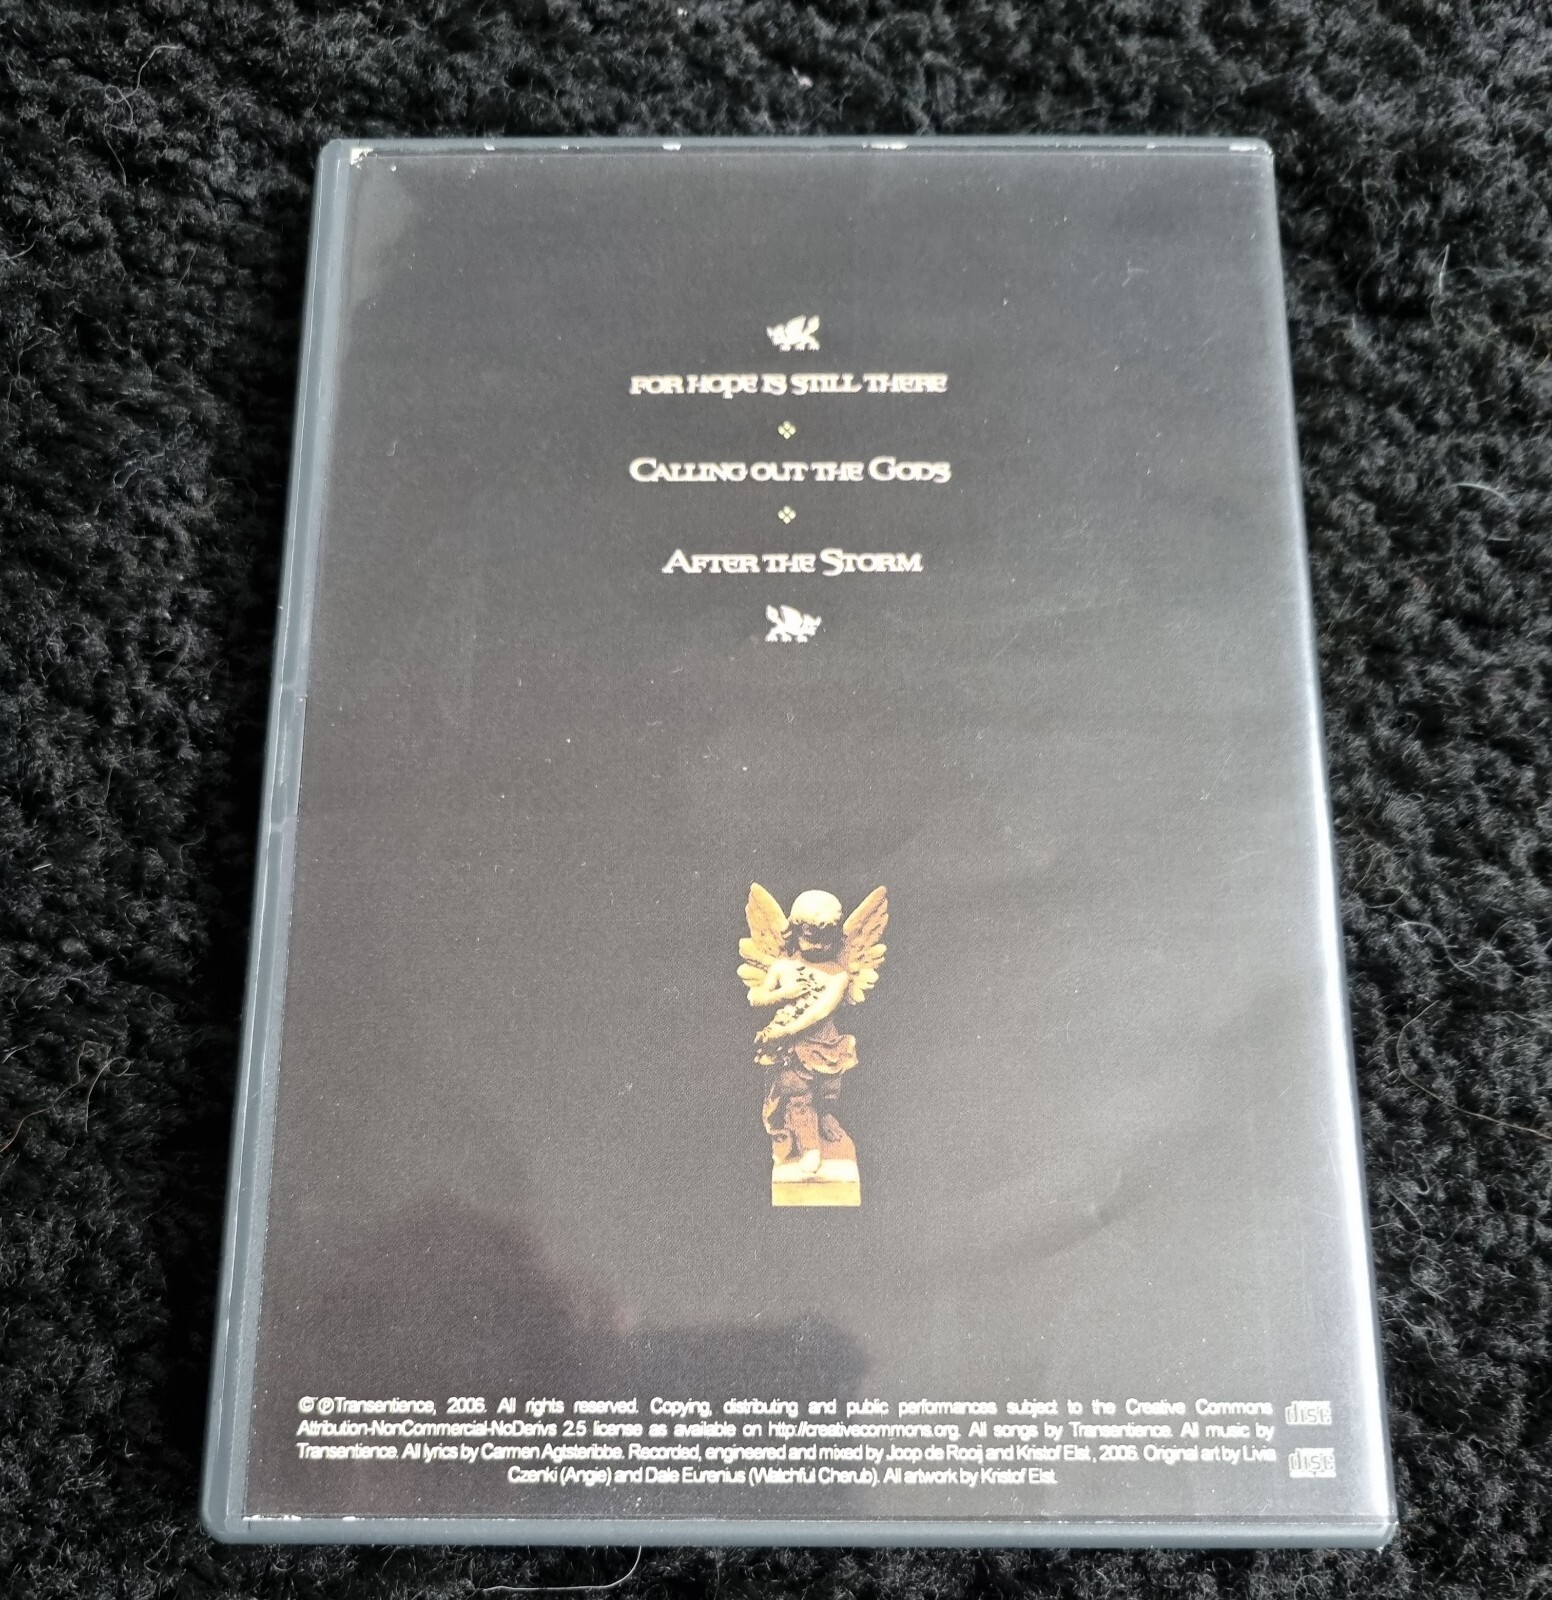 FOR HOPE IS STILL THERE
CALLING OUT THE GODS
AFTER THE STORM
© ℗ Transentience, 2006. All rights reserved. Copying, distributing and public performances subject to the Creative Commons
Attribution-NonCommercial-NoDerivs 2.5 license as available on http://creativecommons.org. All songs by Transentience. All music by
Transentience. All lyrics by Carmen Agtsteribbe. Recorded, engineered and mixed by Joop de Rooij and Kristof Elst, 2006. Original art by Livia
Czenki (Angie) and Dale Eurenius (Watchful Cherub). All artwork by Kristof Elst.
disc
disc